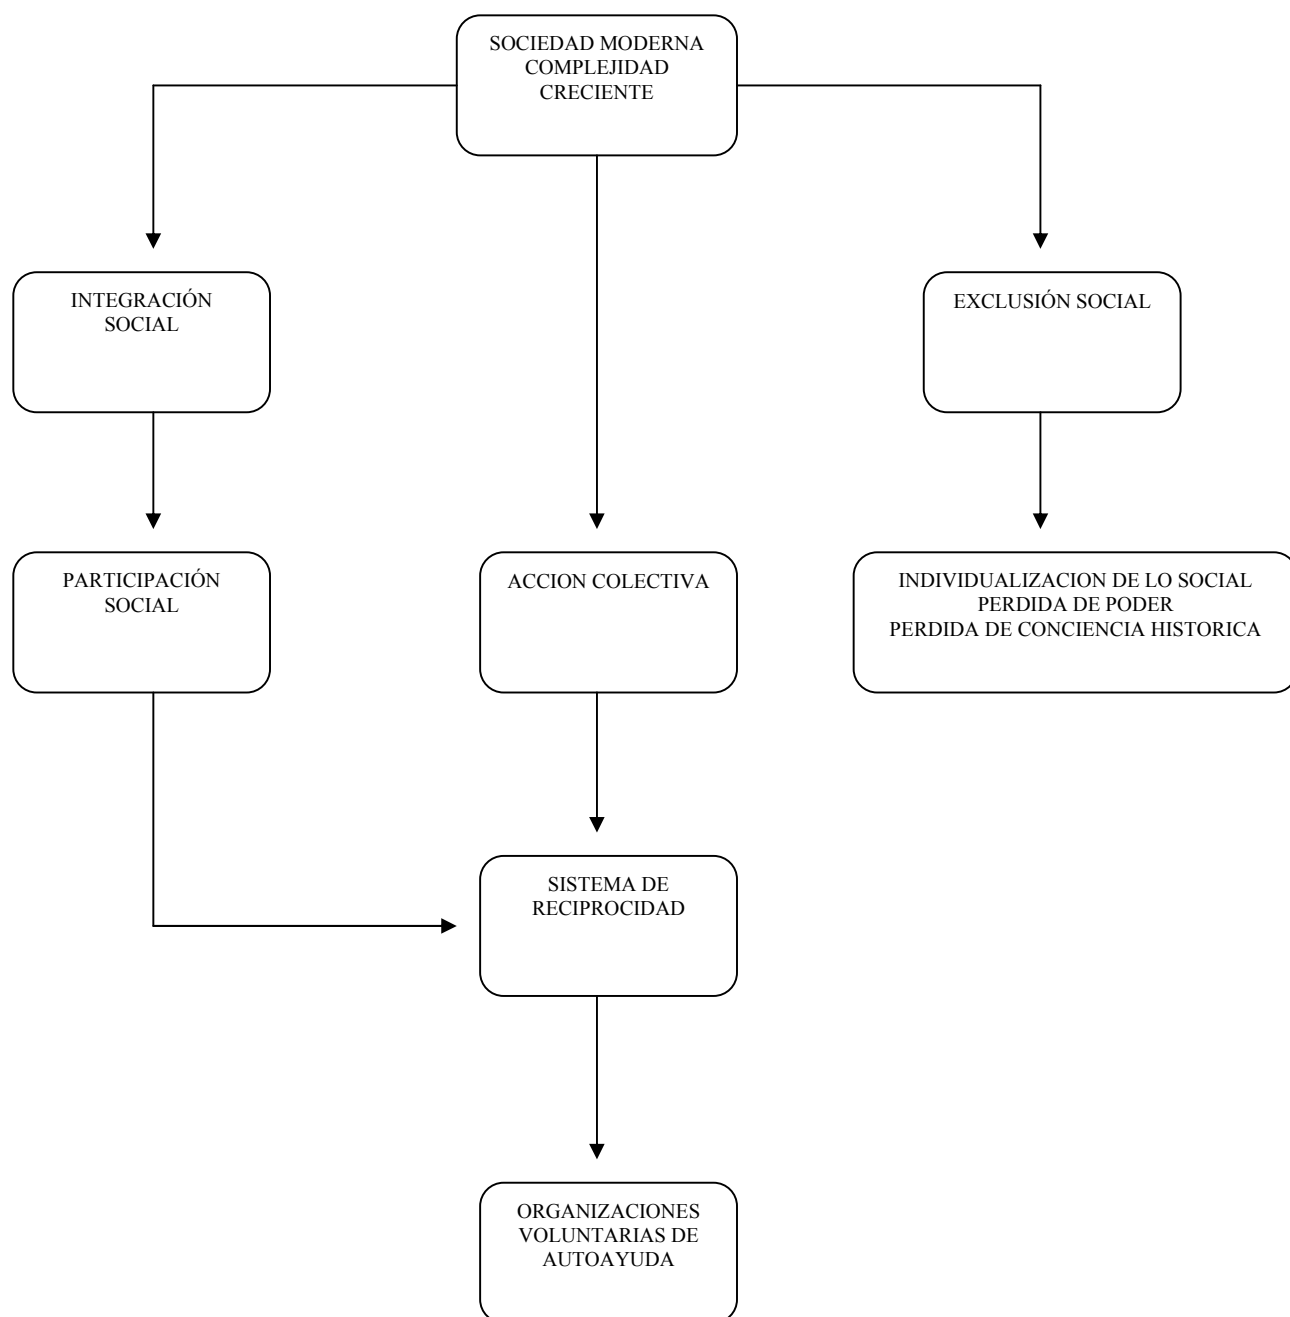 SOCIEDAD MODERNA
COMPLEJIDAD
CRECIENTE
INTEGRACIÓN
SOCIAL
EXCLUSIÓN SOCIAL
PARTICIPACIÓN
SOCIAL
ACCION COLECTIVA
INDIVIDUALIZACION DE LO SOCIAL
PERDIDA DE PODER
PERDIDA DE CONCIENCIA HISTORICA
SISTEMA DE
RECIPROCIDAD
ORGANIZACIONES
VOLUNTARIAS DE
AUTOAYUDA